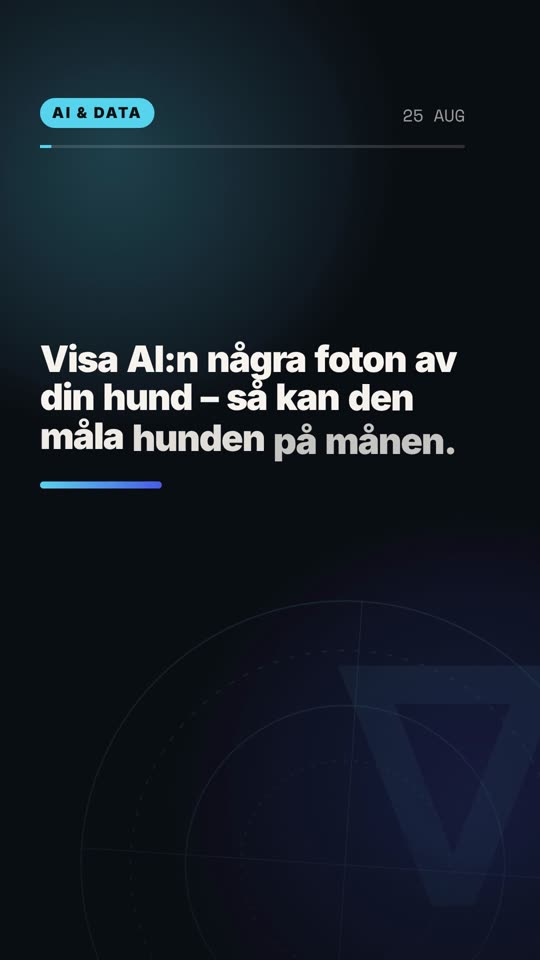 AI & DATA
25 AUG
Visa AI:n några foton av
din hund – så kan den
måla hunden på månen.